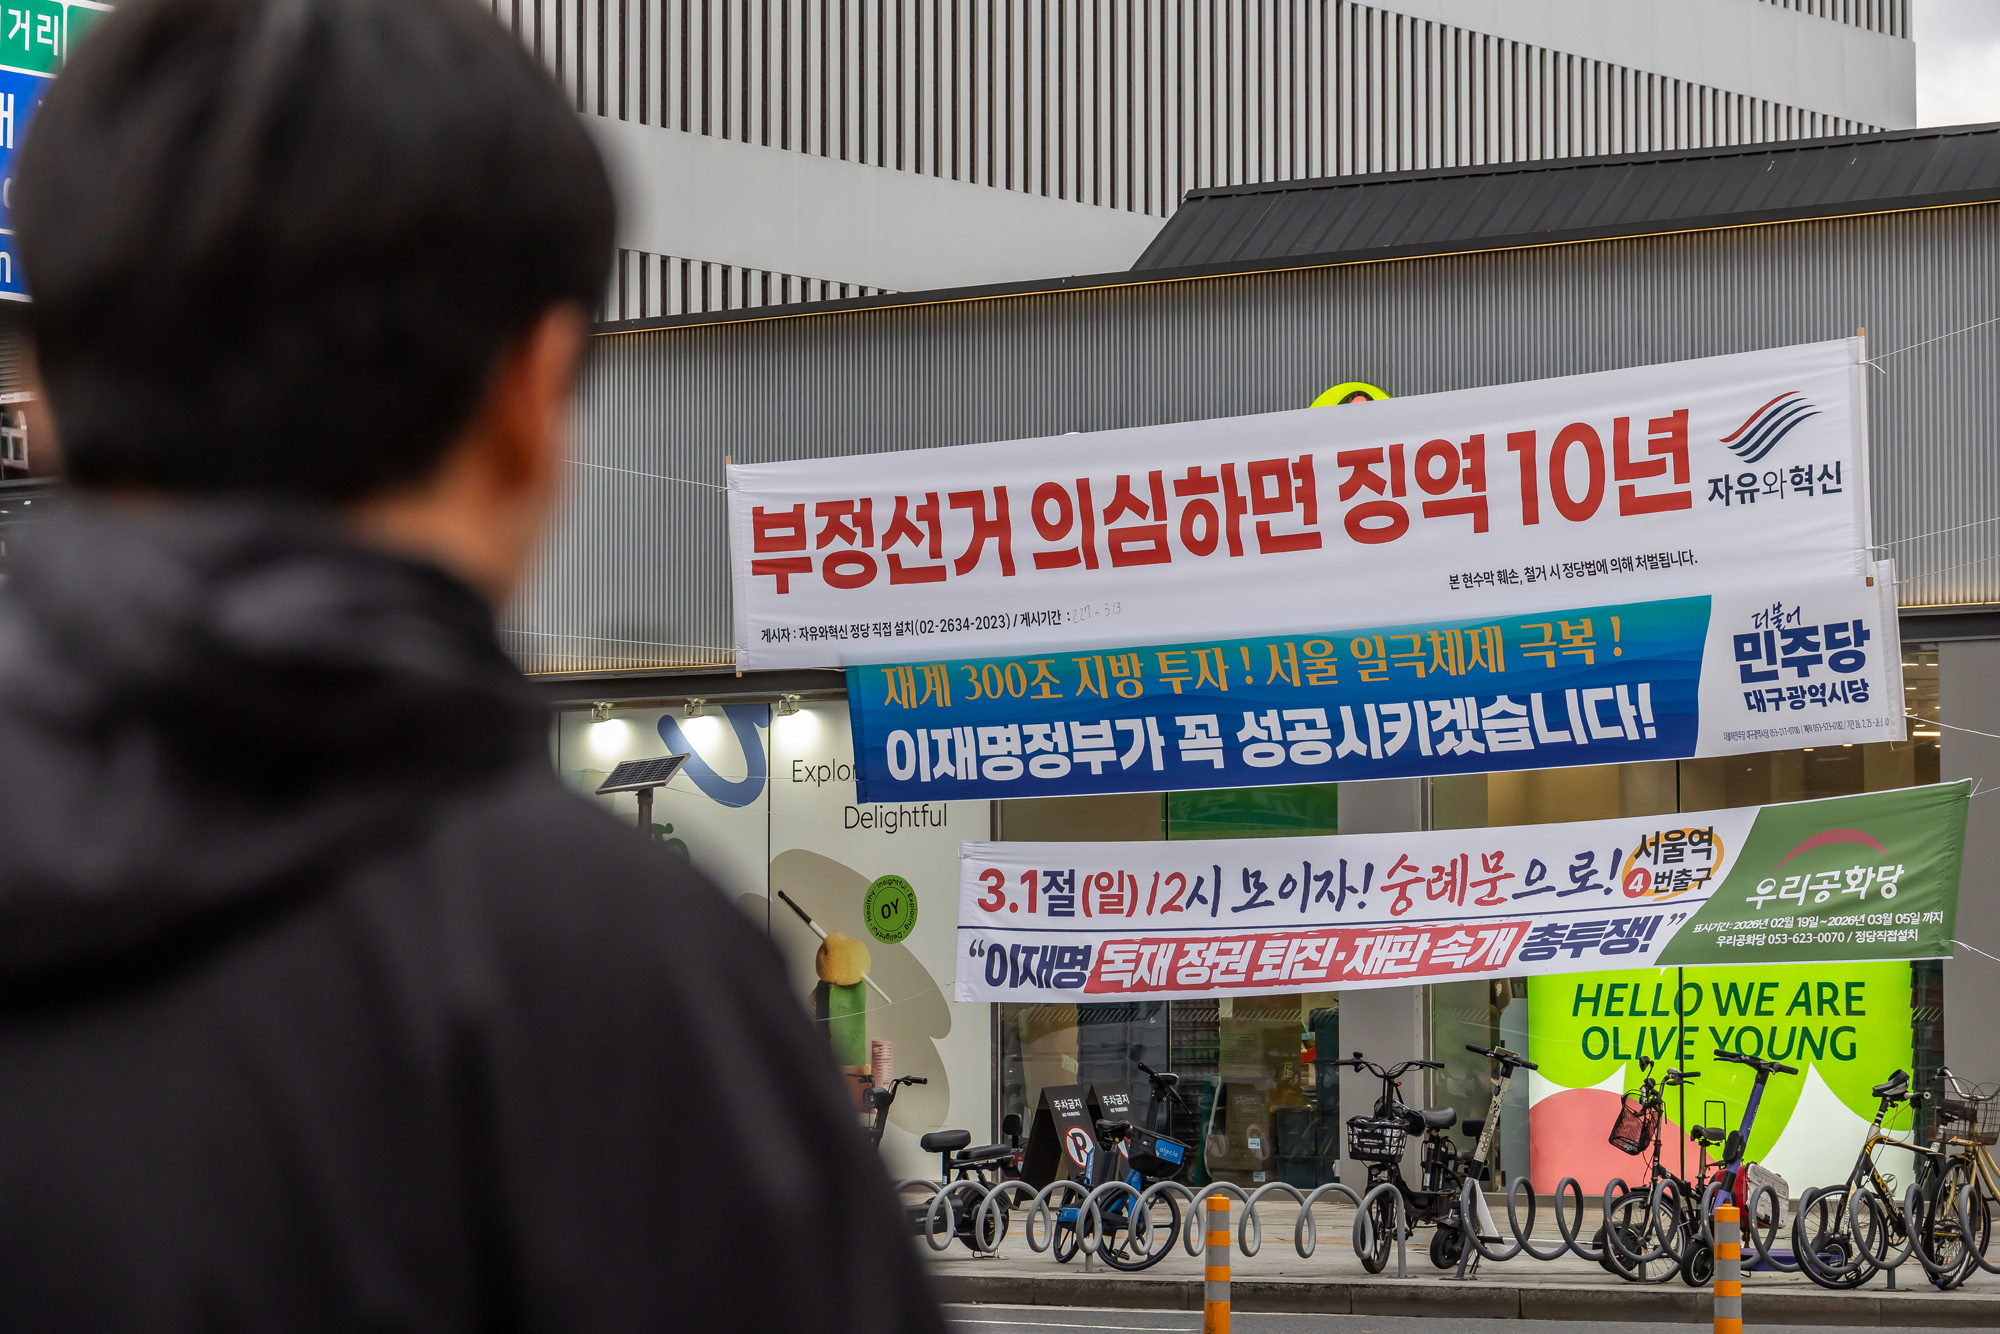 거리
부정선거 의심하면 징역 10년
자유와혁신
본 현수막 훼손, 철거 시 정당법에 의해 처벌됩니다.
게시자 : 자유와혁신 정당 직접 설치(02-2634-2023) / 게시기간 :
재계 300조 지방 투자 ! 서울 일극체제 극복 !
이재명정부가 꼭 성공시키겠습니다!
더불어
민주당
대구광역시당
Explor
Delightful
Healthy · Insightful · Exploring · Delightful
OY
3.1절(일) 12시 모이자! 숭례문으로!
서울역
4 번출구
"이재명 독재 정권 퇴진·재판 속개 총투쟁!"
우리공화당
표시기간 : 2026년 02월 19일~2026년 03월 05일 까지
우리공화당 053-623-0070 / 정당직접설치
HELLO WE ARE
OLIVE YOUNG
주차금지
NO PARKING
주차금지